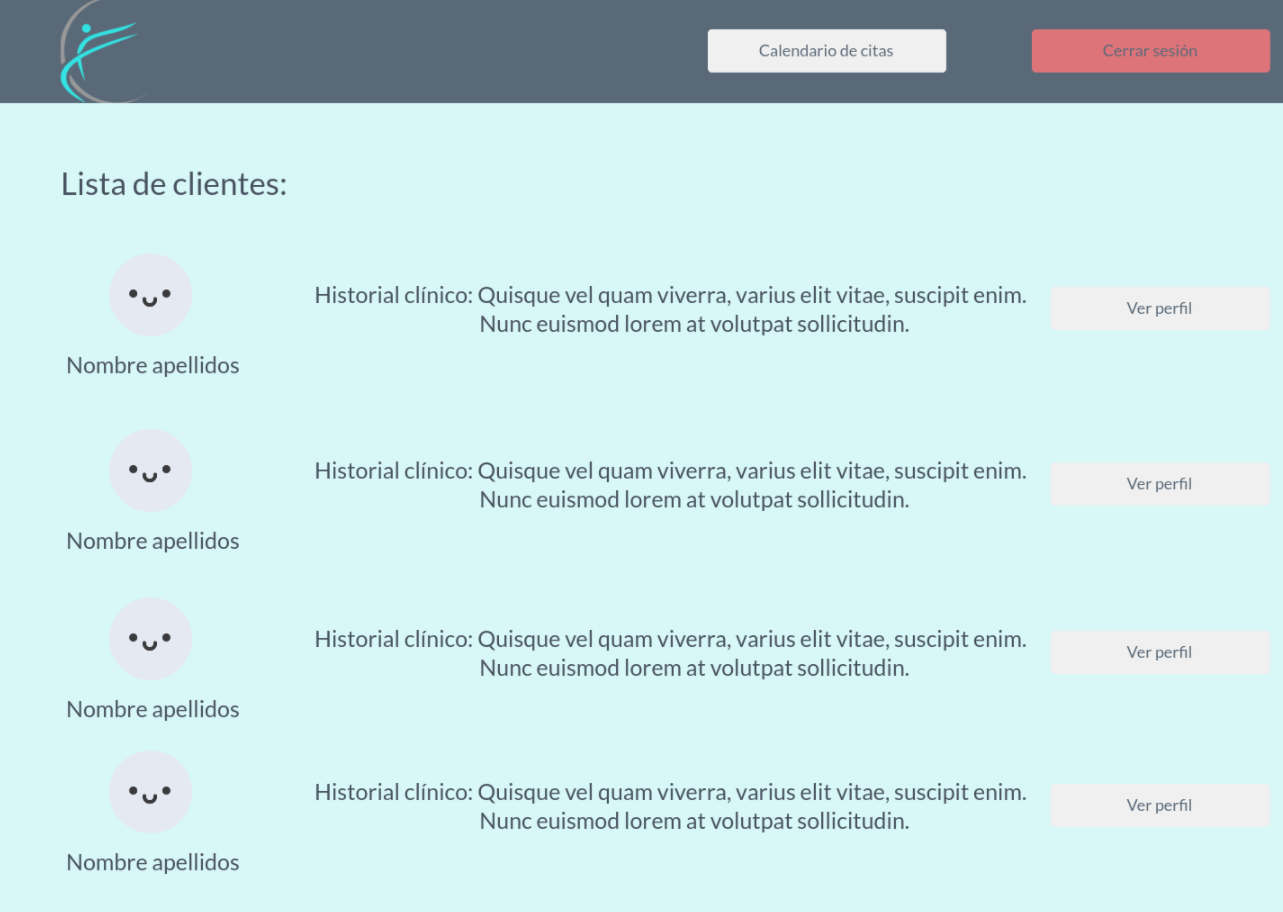 Calendario de citas
Cerrar sesión
Lista de clientes:
Historial clínico: Quisque vel quam viverra, varius elit vitae, suscipit enim.
Nunc euismod lorem at volutpat sollicitudin.
Ver perfil
Nombre apellidos
Historial clínico: Quisque vel quam viverra, varius elit vitae, suscipit enim.
Nunc euismod lorem at volutpat sollicitudin.
Ver perfil
Nombre apellidos
Historial clínico: Quisque vel quam viverra, varius elit vitae, suscipit enim.
Nunc euismod lorem at volutpat sollicitudin.
Ver perfil
Nombre apellidos
Historial clínico: Quisque vel quam viverra, varius elit vitae, suscipit enim.
Nunc euismod lorem at volutpat sollicitudin.
Ver perfil
Nombre apellidos